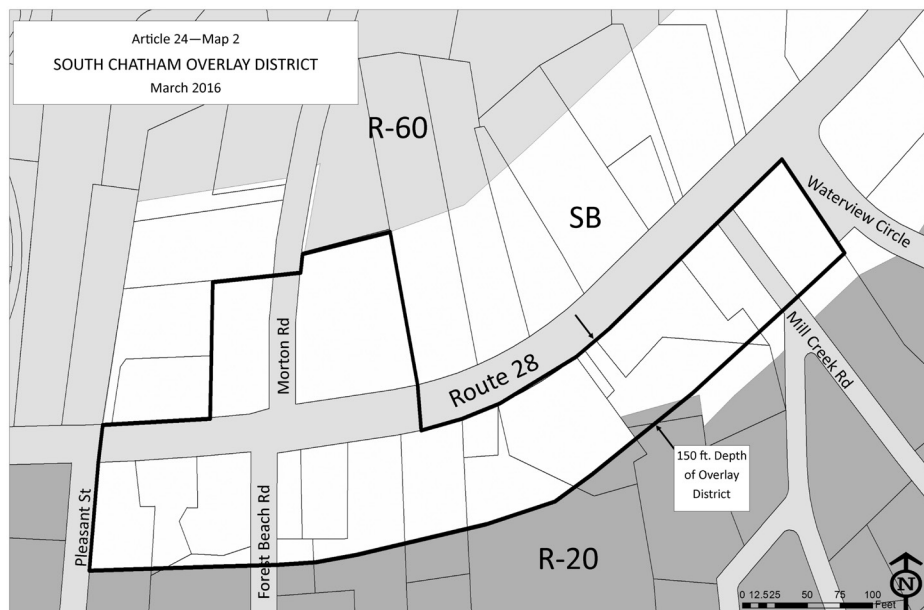 Article 24—Map 2
SOUTH CHATHAM OVERLAY DISTRICT
March 2016
R-60
SB
Waterview Circle
Morton Rd
Route 28
Mill Creek Rd
150 ft. Depth
of Overlay
District
Pleasant St
Forest Beach Rd
R-20
N
0 12.525 50 75 100
Feet